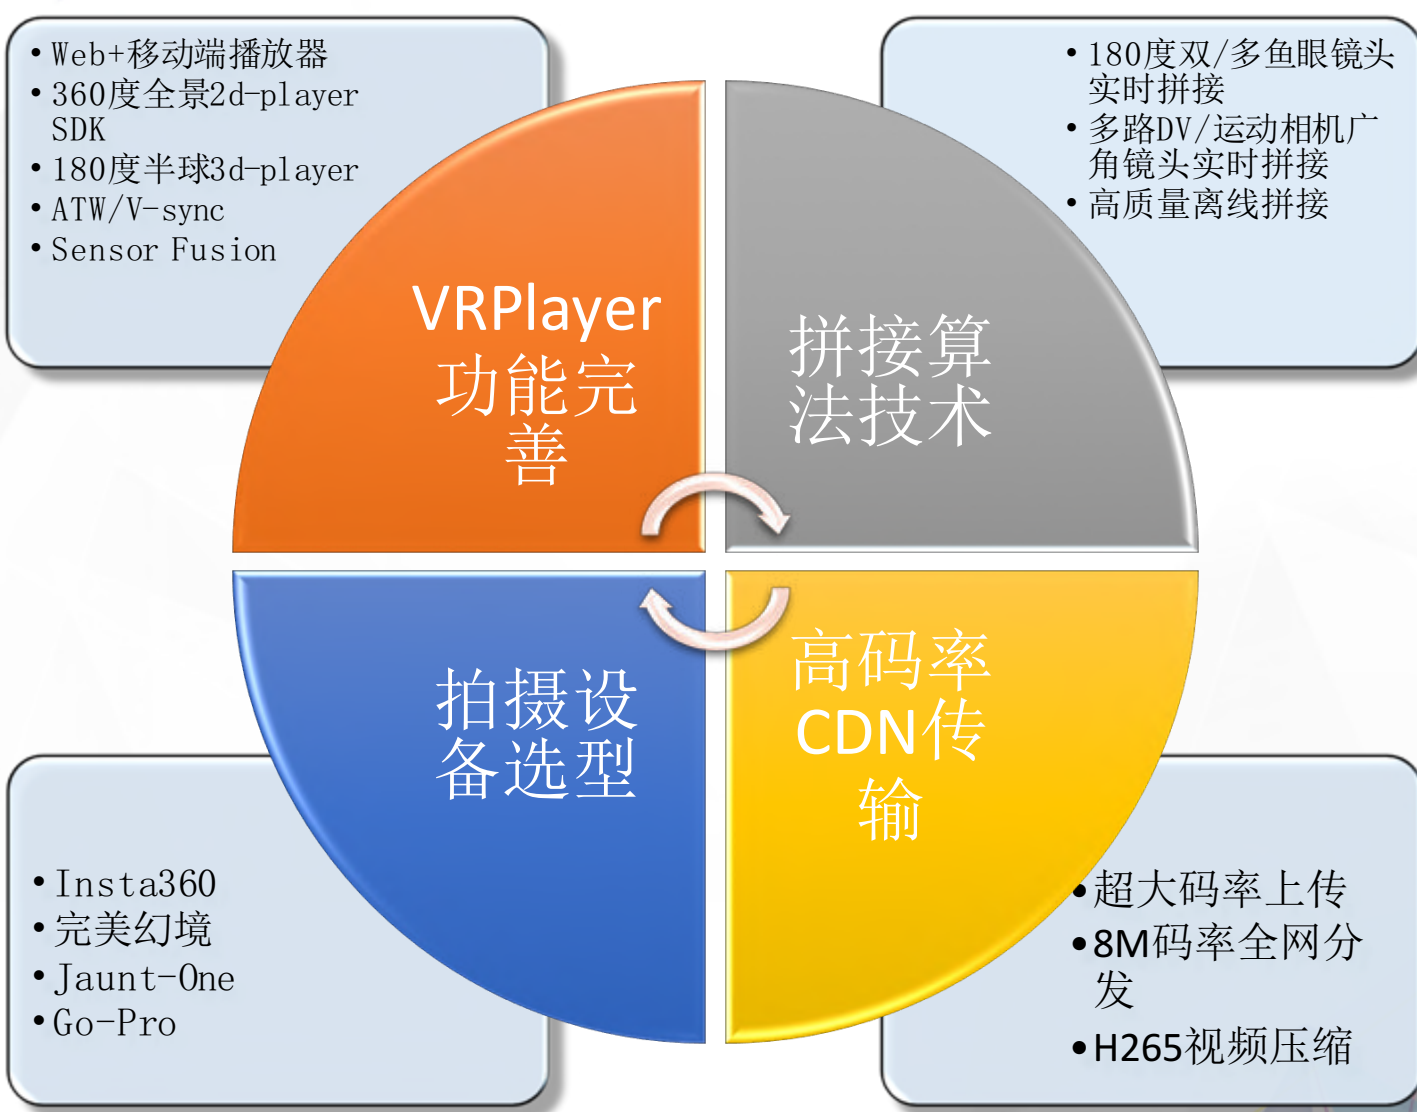 • Web+移动端播放器
• 360度全景2d-player
SDK
• 180度半球3d-player
• ATW/V-sync
• Sensor Fusion
• 180度双/多鱼眼镜头
实时拼接
• 多路DV/运动相机广
角镜头实时拼接
• 高质量离线拼接
VRPlayer
功能完
善
拼接算
法技术
拍摄设
备选型
高码率
CDN传
输
• Insta360
• 完美幻境
• Jaunt-One
• Go-Pro
• 超大码率上传
• 8M码率全网分
发
• H265视频压缩